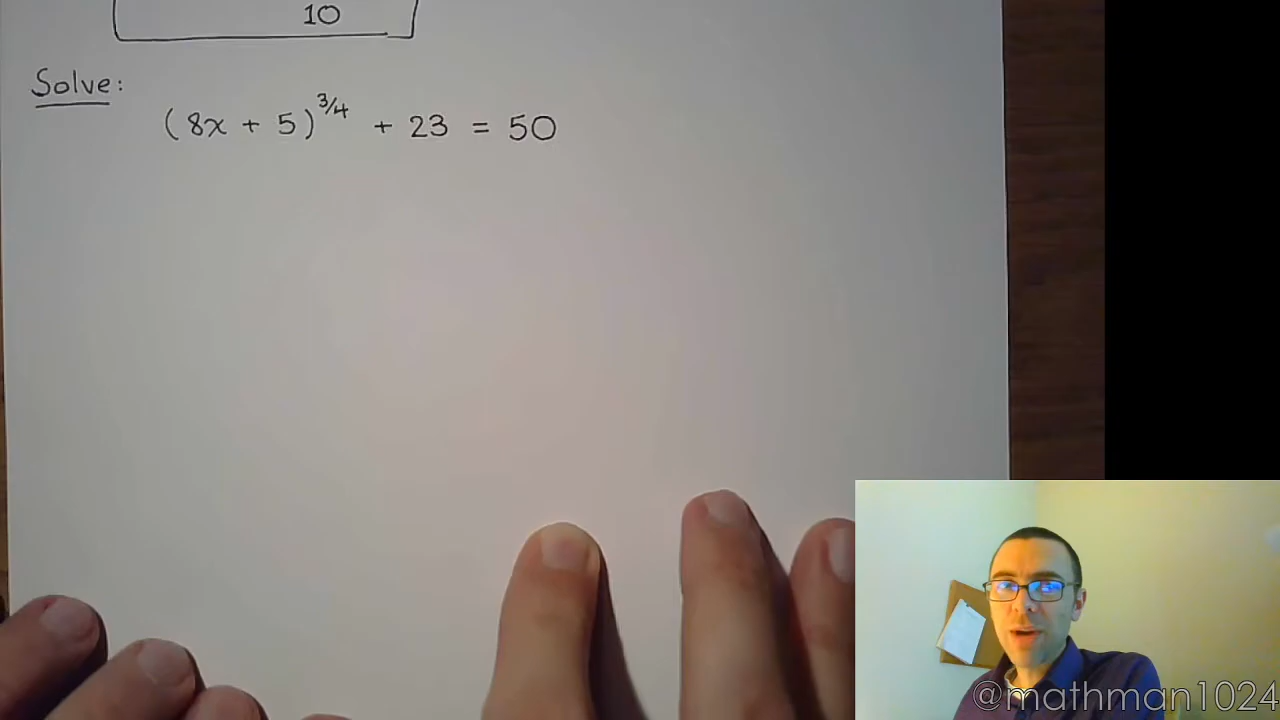 10
Solve:
(8x + 5)^3/4 + 23 = 50
@mathman1024